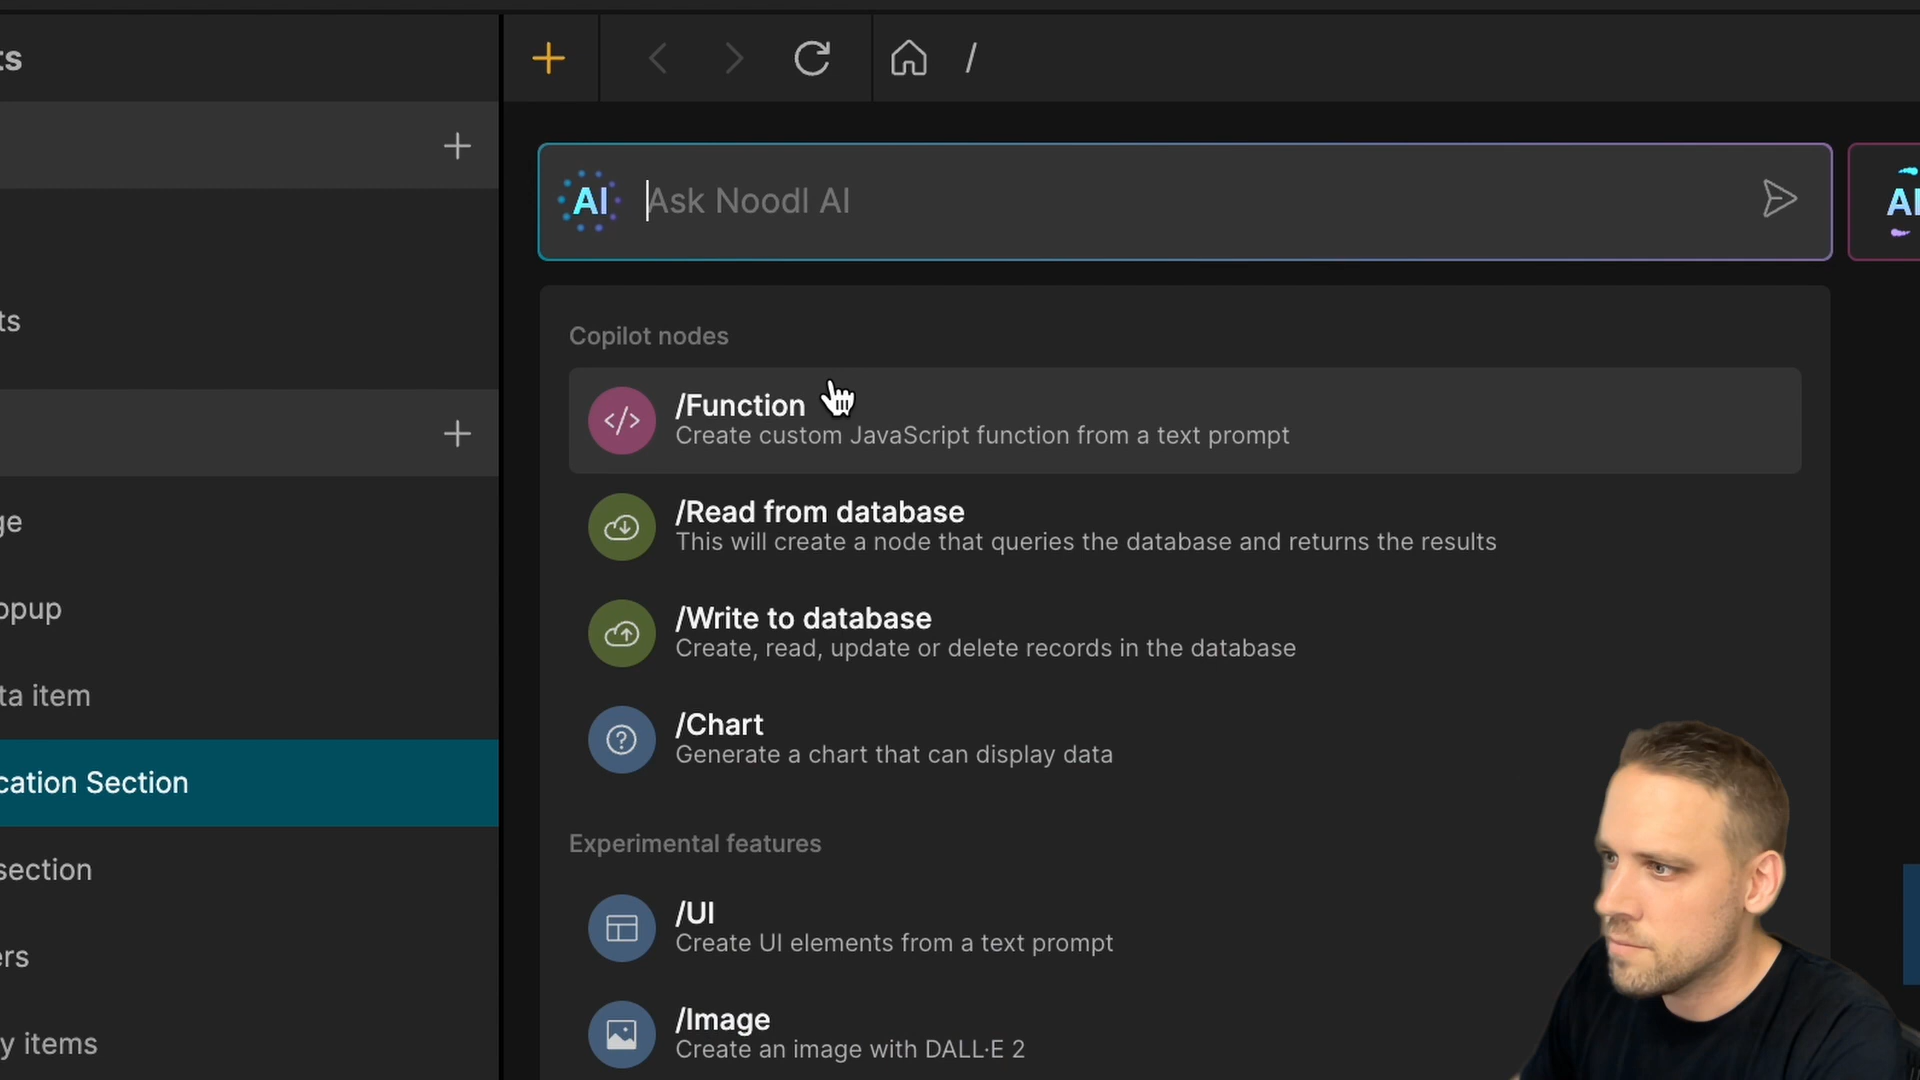 ts
/
AI Ask Noodl AI
AI
Copilot nodes
/Function
Create custom JavaScript function from a text prompt
/Read from database
This will create a node that queries the database and returns the results
/Write to database
Create, read, update or delete records in the database
/Chart
Generate a chart that can display data
Experimental features
/UI
Create UI elements from a text prompt
/Image
Create an image with DALL·E 2
ts
ge
opup
ta item
cation Section
section
ers
y items